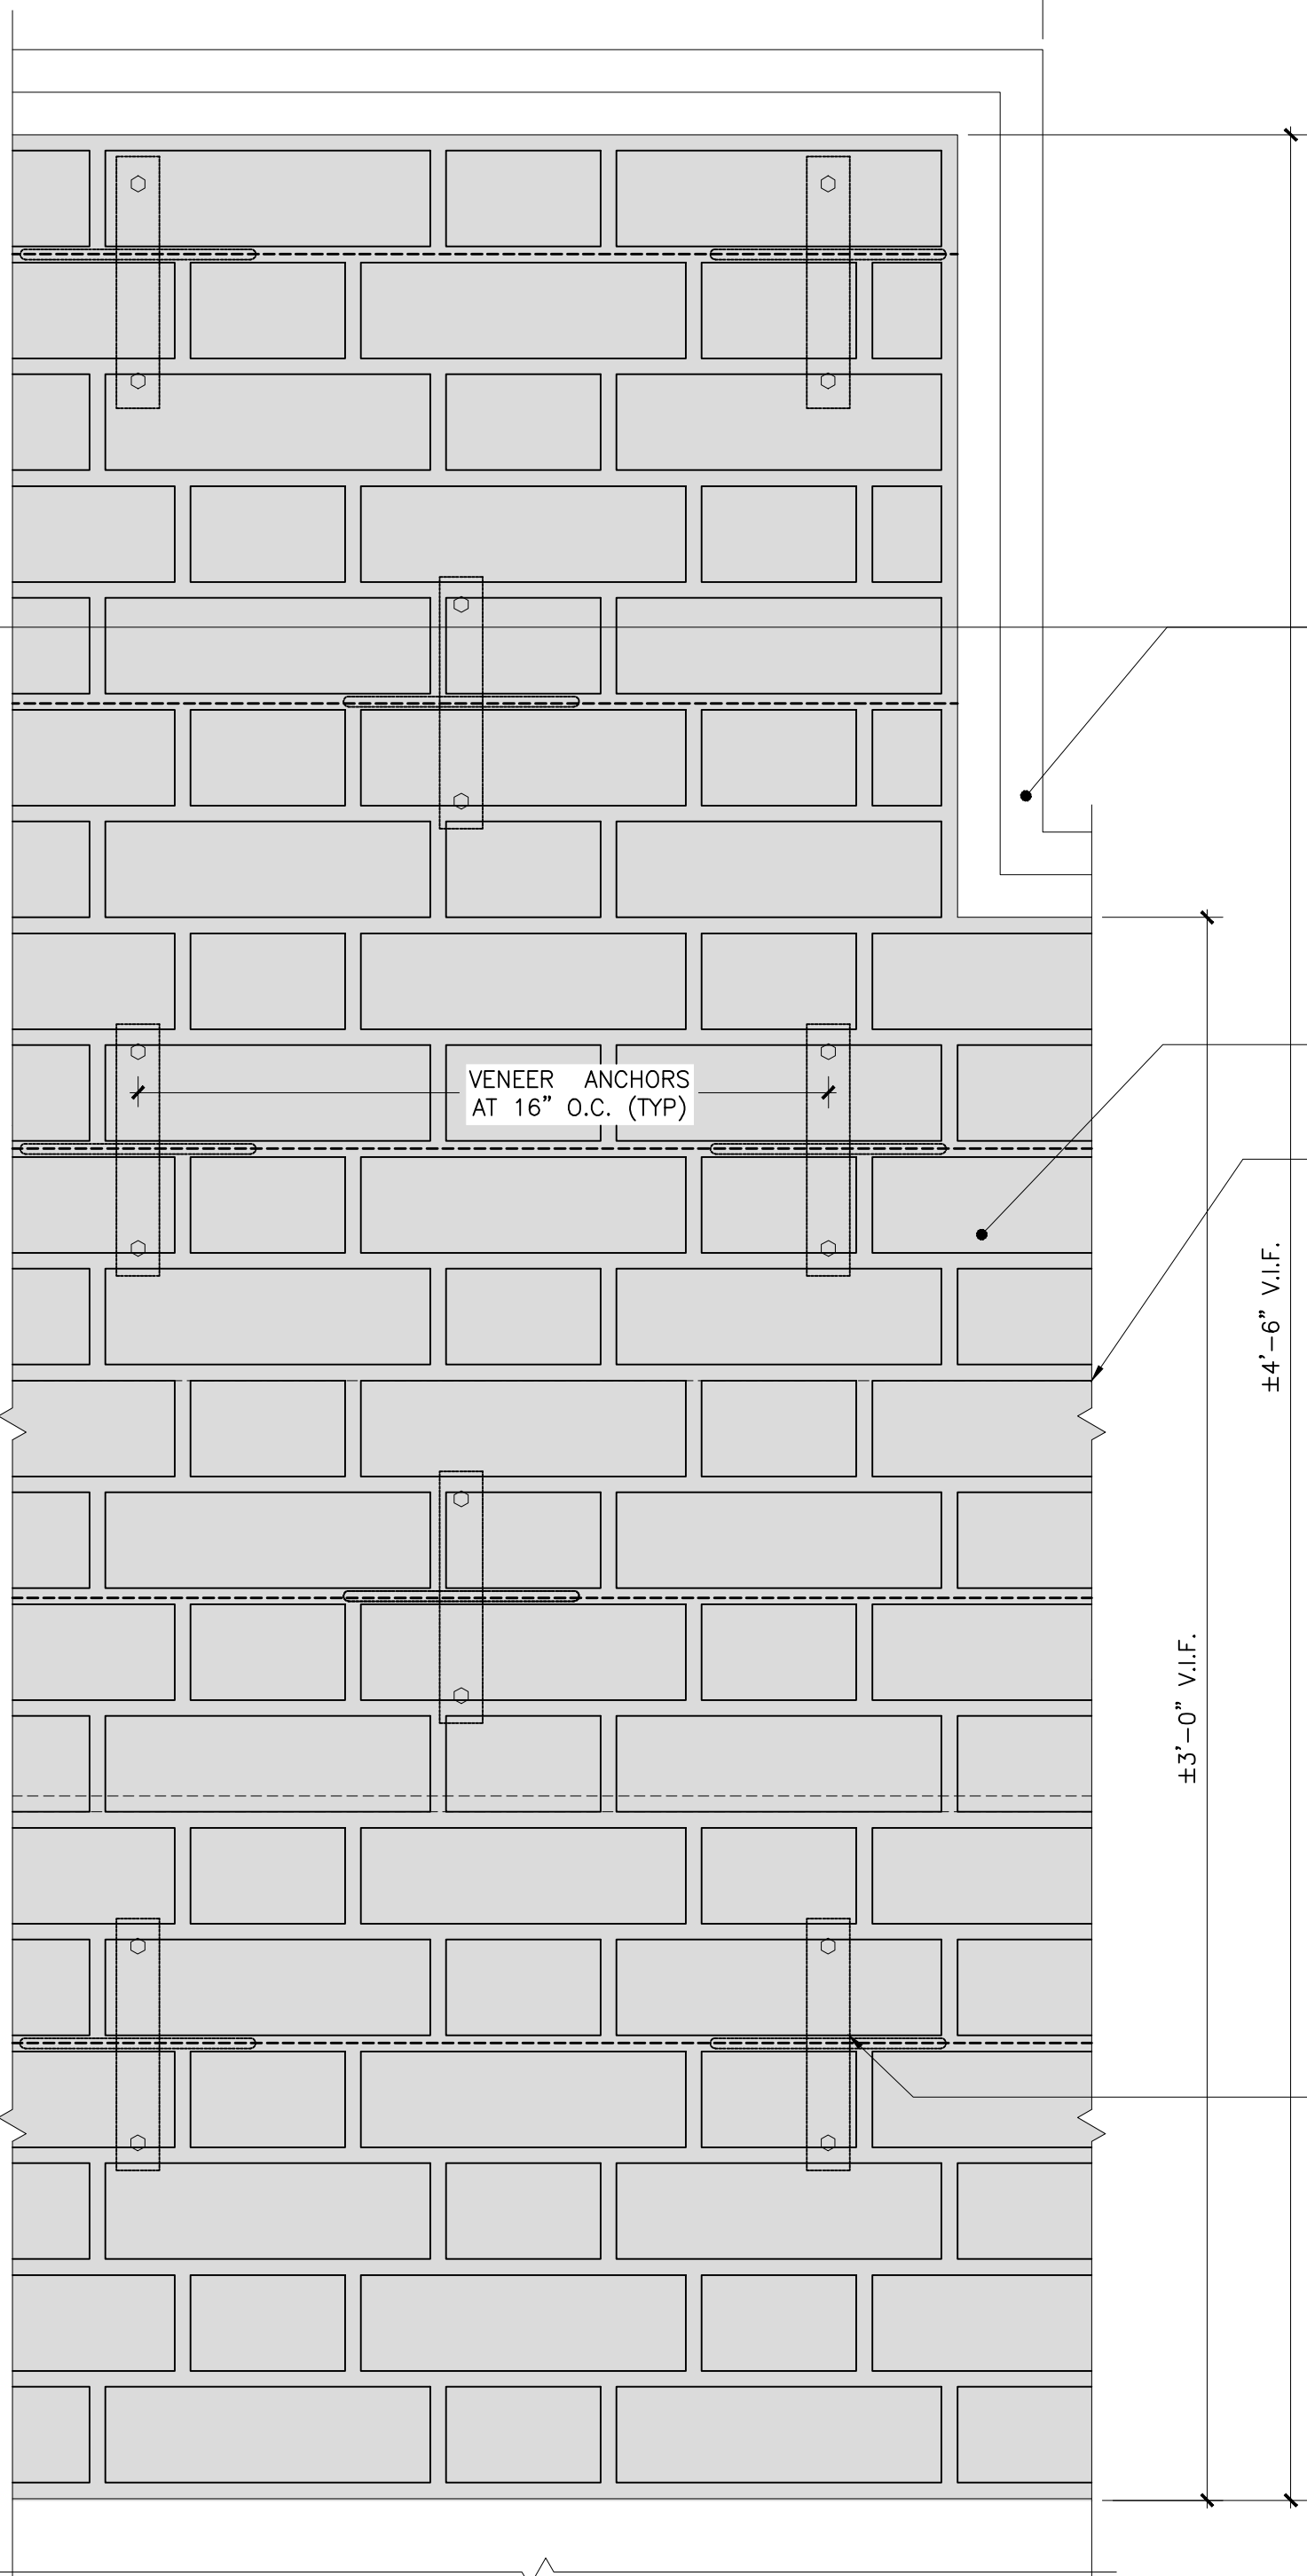 VENEER ANCHORS
AT 16" O.C. (TYP)
±4'-6" V.I.F.
±3'-0" V.I.F.